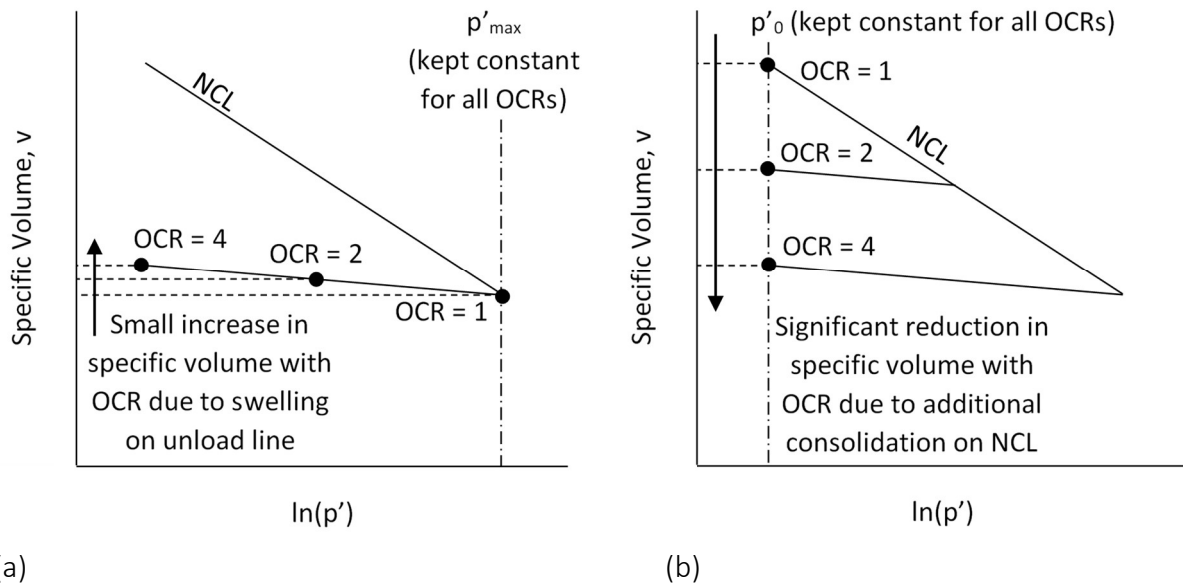 p'max
(kept constant
for all OCRs)
NCL
OCR = 4
OCR = 2
OCR = 1
Small increase in
specific volume with
OCR due to swelling
on unload line
Specific Volume, v
ln(p')
(a)
p'0 (kept constant for all OCRs)
OCR = 1
NCL
OCR = 2
OCR = 4
Significant reduction in
specific volume with
OCR due to additional
consolidation on NCL
Specific Volume, v
ln(p')
(b)